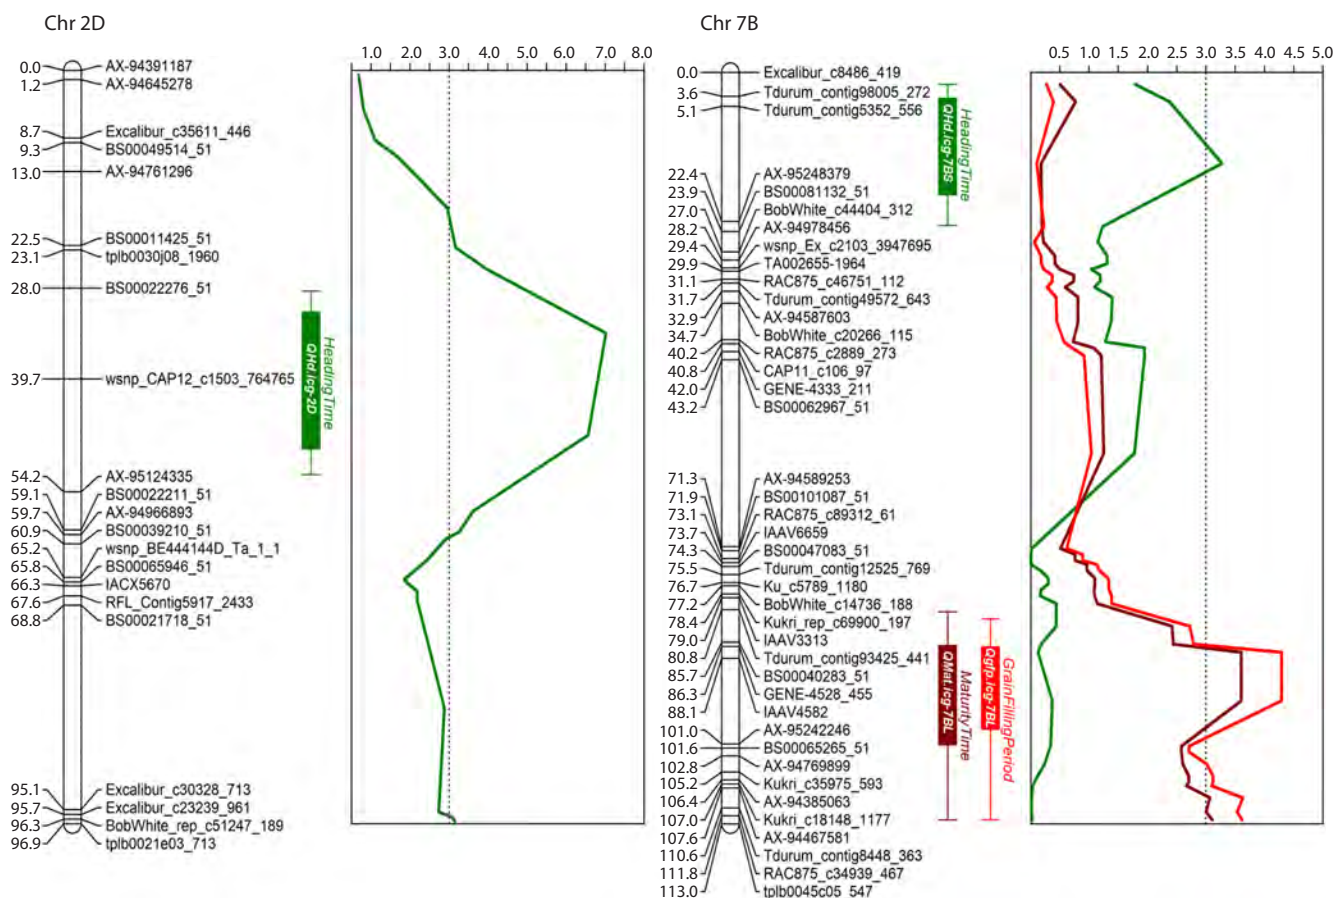 Chr 2D
1.0 2.0 3.0 4.0 5.0 6.0 7.0 8.0
0.0 AX-94391187
1.2 AX-94645278
8.7 Excalibur_c35611_446
9.3 BS00049514_51
13.0 AX-94761296
22.5 BS00011425_51
23.1 tplb0030j08_1960
28.0 BS00022276_51
39.7 wsnp_CAP12_c1503_764765
54.2 AX-95124335
59.1 BS00022211_51
59.7 AX-94966893
60.9 BS00039210_51
65.2 wsnp_BE444144D_Ta_1_1
65.8 BS00065946_51
66.3 IACX5670
67.6 RFL_Contig5917_2433
68.8 BS00021718_51
95.1 Excalibur_c30328_713
95.7 Excalibur_c23239_961
96.3 BobWhite_rep_c51247_189
96.9 tplb0021e03_713
QHd.icg-2D
HeadingTime
Chr 7B
0.5 1.0 1.5 2.0 2.5 3.0 3.5 4.0 4.5 5.0
0.0 Excalibur_c8486_419
3.6 Tdurum_contig98005_272
5.1 Tdurum_contig5352_556
22.4 AX-95248379
23.9 BS00081132_51
27.0 BobWhite_c44404_312
28.2 AX-94978456
29.4 wsnp_Ex_c2103_3947695
29.9 TA002655-1964
31.1 RAC875_c46751_112
31.7 Tdurum_contig49572_643
32.9 AX-94587603
34.7 BobWhite_c20266_115
40.2 RAC875_c2889_273
40.8 CAP11_c106_97
42.0 GENE-4333_211
43.2 BS00062967_51
71.3 AX-94589253
71.9 BS00101087_51
73.1 RAC875_c89312_61
73.7 IAAV6659
74.3 BS00047083_51
75.5 Tdurum_contig12525_769
76.7 Ku_c5789_1180
77.2 BobWhite_c14736_188
78.4 Kukri_rep_c69900_197
79.0 IAAV3313
80.8 Tdurum_contig93425_441
85.7 BS00040283_51
86.3 GENE-4528_455
88.1 IAAV4582
101.0 AX-95242246
101.6 BS00065265_51
102.8 AX-94769899
105.2 Kukri_c35975_593
106.4 AX-94385063
107.0 Kukri_c18148_1177
107.6 AX-94467581
110.6 Tdurum_contig8448_363
111.8 RAC875_c34939_467
113.0 tplb0045c05_547
QHd.icg-7BS
HeadingTime
QMat.icg-7BL
MaturityTime
Qgfp.icg-7BL
GrainFillingPeriod